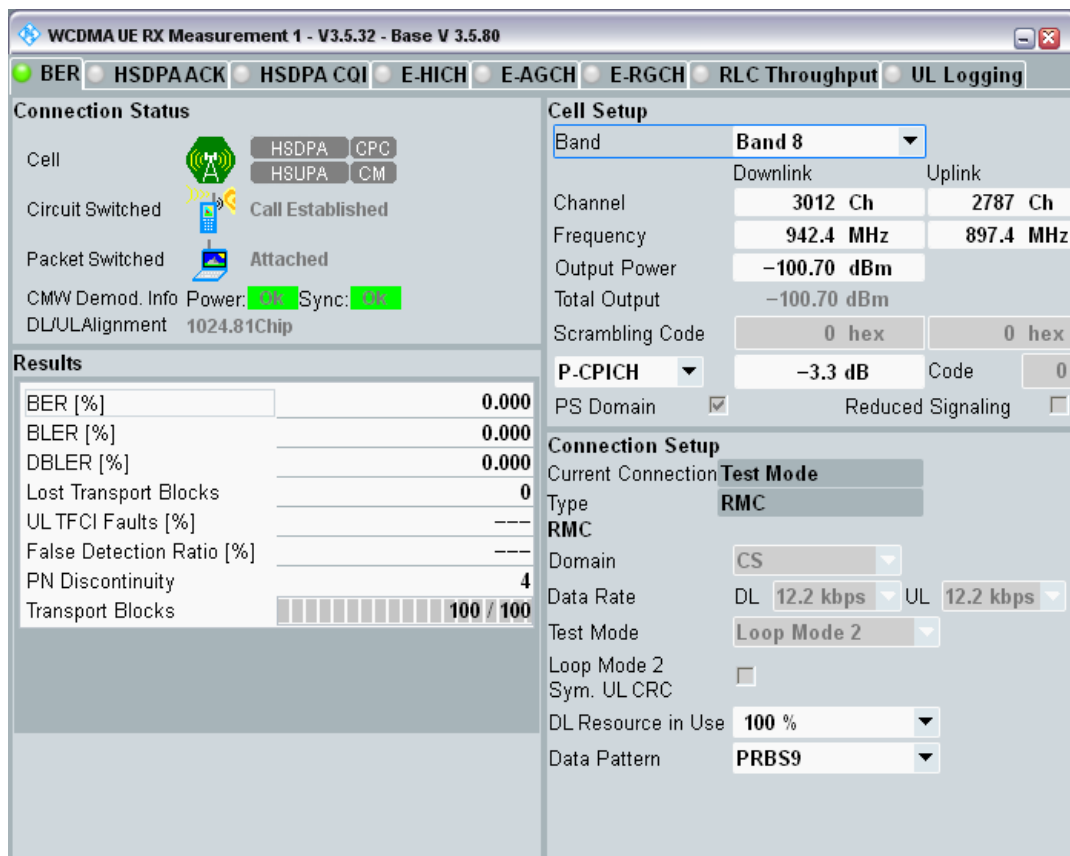 WCDMA UE RX Measurement 1 - V3.5.32 - Base V 3.5.80
BER HSDPA ACK HSDPA CQI E-HICH E-AGCH E-RGCH RLC Throughput UL Logging
Connection Status
Cell HSDPA CPC
HSUPA CM
Circuit Switched Call Established
Packet Switched Attached
CMW Demod. Info Power: Ok Sync: Ok
DL/ULAlignment 1024.81Chip
Results
BER [%] 0.000
BLER [%] 0.000
DBLER [%] 0.000
Lost Transport Blocks 0
UL TFCI Faults [%] ---
False Detection Ratio [%] ---
PN Discontinuity 4
Transport Blocks 100 / 100
Cell Setup
Band Band 8
Downlink Uplink
Channel 3012 Ch 2787 Ch
Frequency 942.4 MHz 897.4 MHz
Output Power −100.70 dBm
Total Output −100.70 dBm
Scrambling Code 0 hex 0 hex
P-CPICH −3.3 dB Code 0
PS Domain Reduced Signaling
Connection Setup
Current Connection Test Mode
Type RMC
RMC
Domain CS
Data Rate DL 12.2 kbps UL 12.2 kbps
Test Mode Loop Mode 2
Loop Mode 2
Sym. UL CRC
DL Resource in Use 100 %
Data Pattern PRBS9